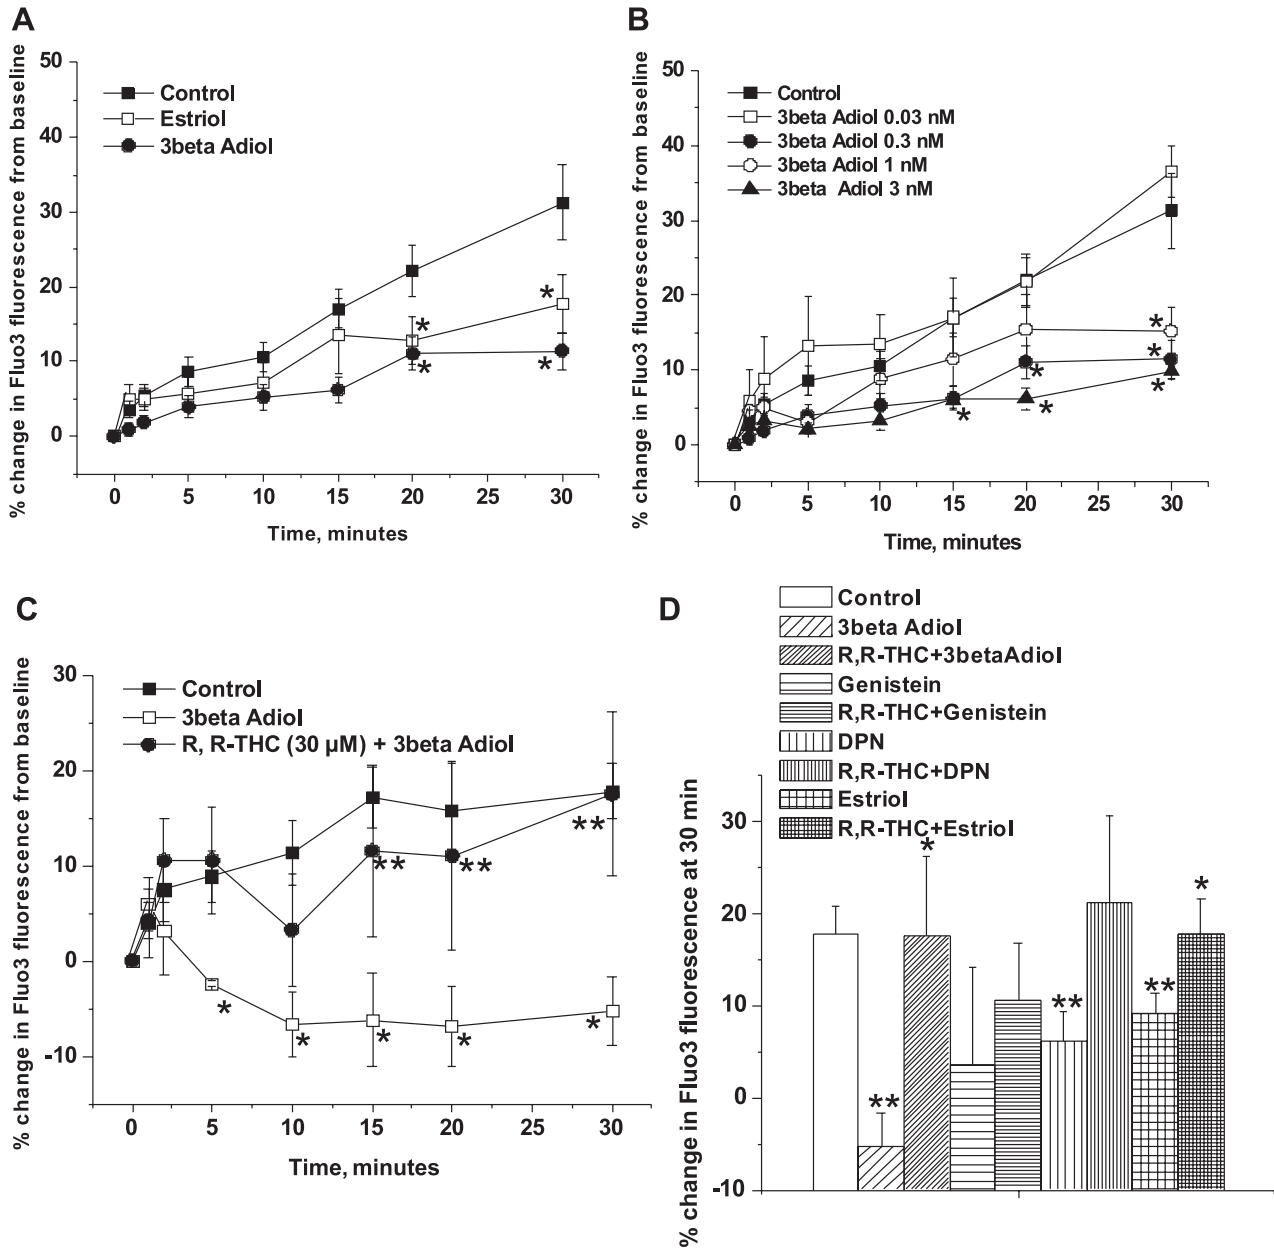 A
% change in Fluo3 fluorescence from baseline
50
40
30
20
10
0
Control
Estriol
3beta Adiol
*
*
*
*
0 5 10 15 20 25 30
Time, minutes
B
% change in Fluo3 fluorescence from baseline
50
40
30
20
10
0
Control
3beta Adiol 0.03 nM
3beta Adiol 0.3 nM
3beta Adiol 1 nM
3beta Adiol 3 nM
*
*
*
*
*
*
0 5 10 15 20 25 30
Time, minutes
C
% change in Fluo3 fluorescence from baseline
30
20
10
0
-10
Control
3beta Adiol
R, R-THC (30 µM) + 3beta Adiol
**
**
**
*
*
*
*
*
0 5 10 15 20 25 30
Time, minutes
D
Control
3beta Adiol
R,R-THC+3betaAdiol
Genistein
R,R-THC+Genistein
DPN
R,R-THC+DPN
Estriol
R,R-THC+Estriol
% change in Fluo3 fluorescence at 30 min
30
20
10
0
-10
**
*
**
**
*